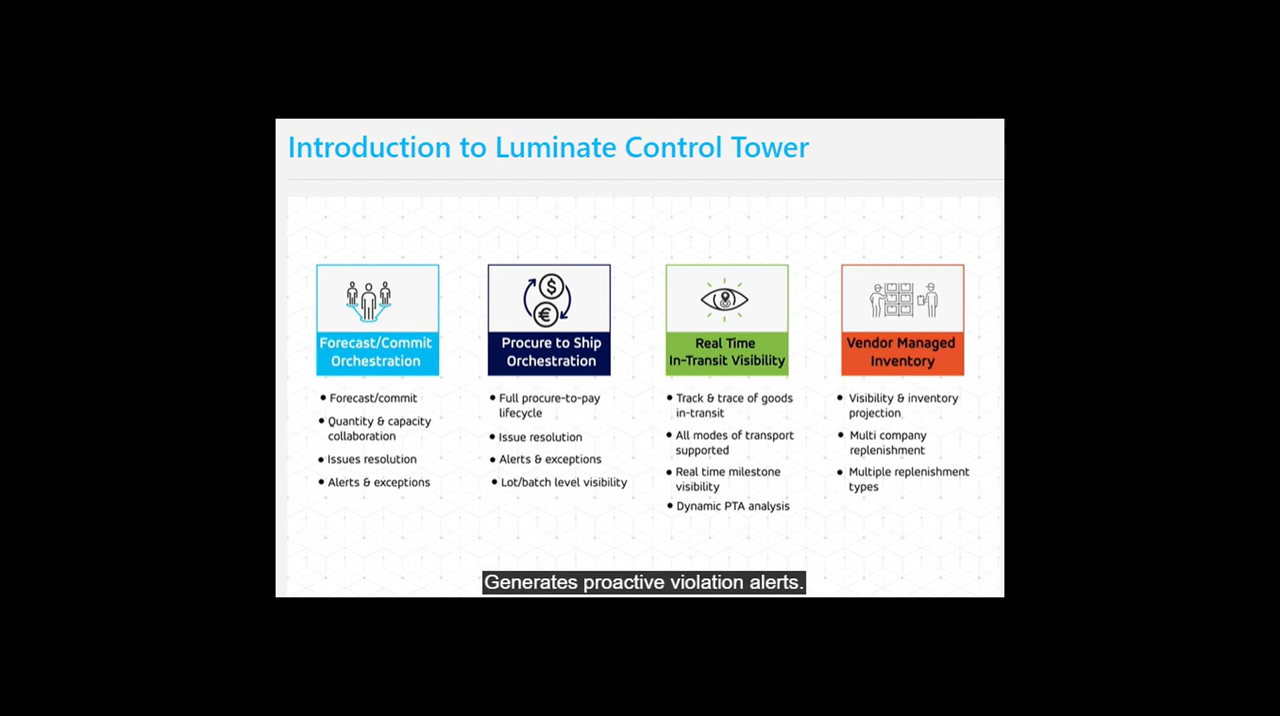 Introduction to Luminate Control Tower
Forecast/Commit
Orchestration
• Forecast/commit
• Quantity & capacity
collaboration
• Issues resolution
• Alerts & exceptions
$
€
Procure to Ship
Orchestration
• Full procure-to-pay
lifecycle
• Issue resolution
• Alerts & exceptions
• Lot/batch level visibility
Real Time
In-Transit Visibility
• Track & trace of goods
in-transit
• All modes of transport
supported
• Real time milestone
visibility
• Dynamic PTA analysis
Vendor Managed
Inventory
• Visibility & inventory
projection
• Multi company
replenishment
• Multiple replenishment
types
Generates proactive violation alerts.